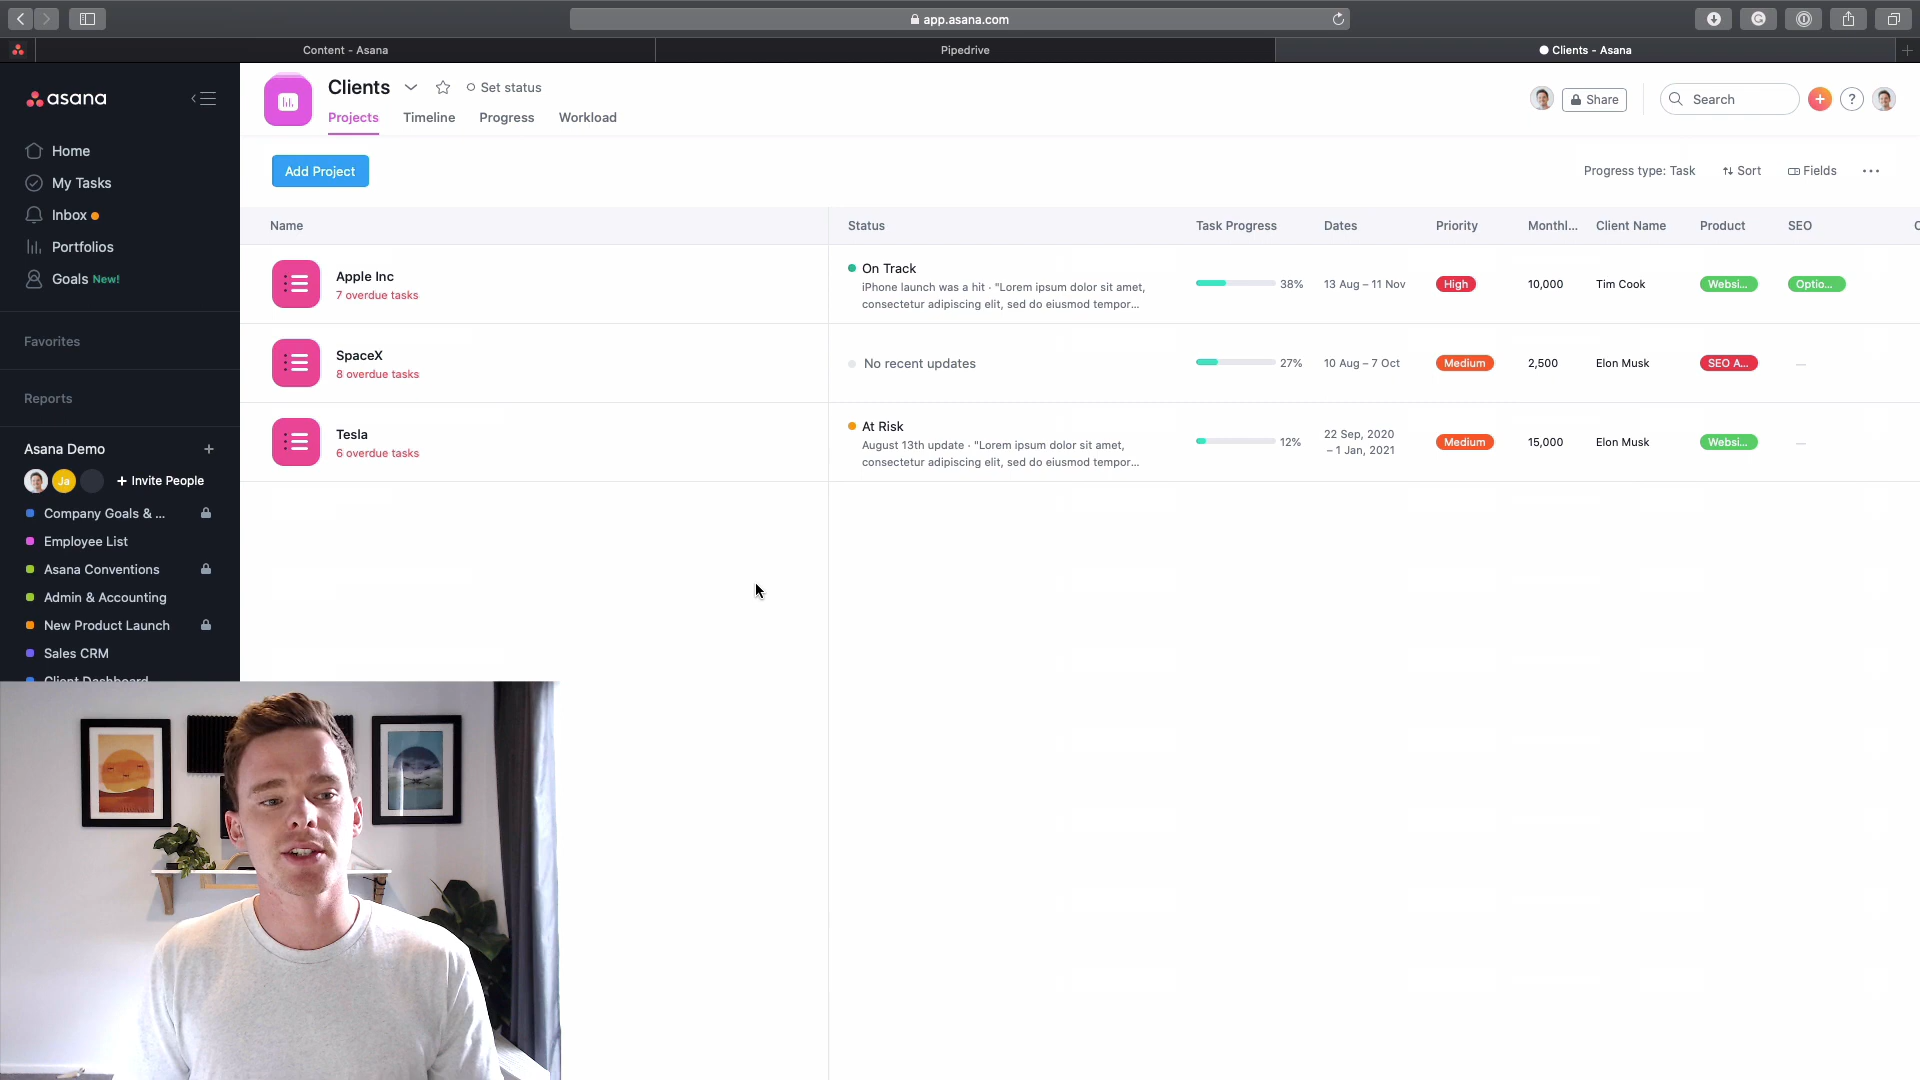 app.asana.com
Content - Asana
Pipedrive
Clients - Asana
asana
Home
My Tasks
Inbox
Portfolios
Goals New!
Favorites
Reports
Asana Demo
Ja
+ Invite People
Company Goals & ...
Employee List
Asana Conventions
Admin & Accounting
New Product Launch
Sales CRM
Client Dashboard
Clients
Set status
Projects
Timeline
Progress
Workload
Share
Search
Add Project
Progress type: Task
Sort
Fields
Name
Status
Task Progress
Dates
Priority
Monthl...
Client Name
Product
SEO
Apple Inc
7 overdue tasks
On Track
iPhone launch was a hit · "Lorem ipsum dolor sit amet,
consectetur adipiscing elit, sed do eiusmod tempor...
38%
13 Aug – 11 Nov
High
10,000
Tim Cook
Websi...
Optio...
SpaceX
8 overdue tasks
No recent updates
27%
10 Aug – 7 Oct
Medium
2,500
Elon Musk
SEO A...
—
Tesla
6 overdue tasks
At Risk
August 13th update · "Lorem ipsum dolor sit amet,
consectetur adipiscing elit, sed do eiusmod tempor...
12%
22 Sep, 2020
– 1 Jan, 2021
Medium
15,000
Elon Musk
Websi...
—